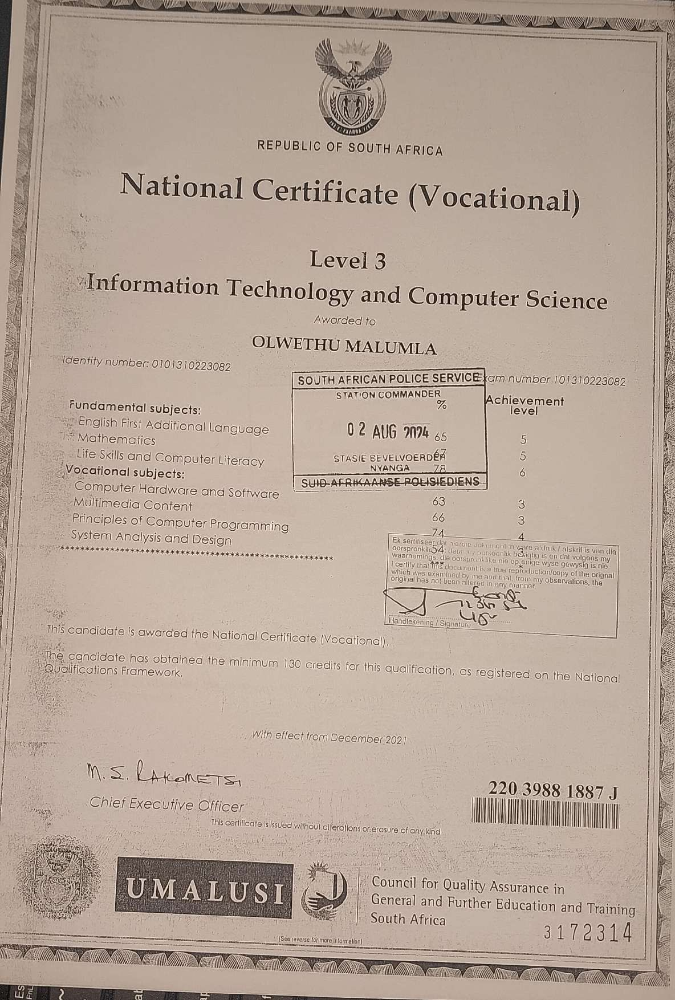 REPUBLIC OF SOUTH AFRICA
National Certificate (Vocational)
Level 3
Information Technology and Computer Science
Awarded to
OLWETHU MALUMLA
Identity number: 0101310223082
Exam number 101310223082
SOUTH AFRICAN POLICE SERVICE
STATION COMMANDER
02 AUG 2024
STASIE BEVELVOERDER
NYANGA
SUID-AFRIKAANSE POLISIEDIENS
% Achievement level
Fundamental subjects:
English First Additional Language 65 5
Mathematics 67 5
Life Skills and Computer Literacy 78 6
Vocational subjects:
Computer Hardware and Software 63 3
Multimedia Content 66 3
Principles of Computer Programming 74 4
System Analysis and Design 54 3
Ek sertifiseer dat hierdie dokument 'n ware afdruk / afskrif is van die
oorspronklike deur my persoonlik besigtig is en dat volgens my
waarnemings, die oorspronklike nie op enige wyse gewysig is nie
I certify that this document is a true reproduction/copy of the orignal
which was examined by me and that, from my observations, the
original has not been altered in any manner.
Handtekening / Signature
This candidate is awarded the National Certificate (Vocational).
The candidate has obtained the minimum 130 credits for this qualification, as registered on the National
Qualifications Framework.
With effect from December 2021
M.S. RAKOMETSI
Chief Executive Officer
220 3988 1887 J
This certificate is issued without alterations or erasure of any kind
UMALUSI
Council for Quality Assurance in
General and Further Education and Training
South Africa
3172314
(See reverse for more information)